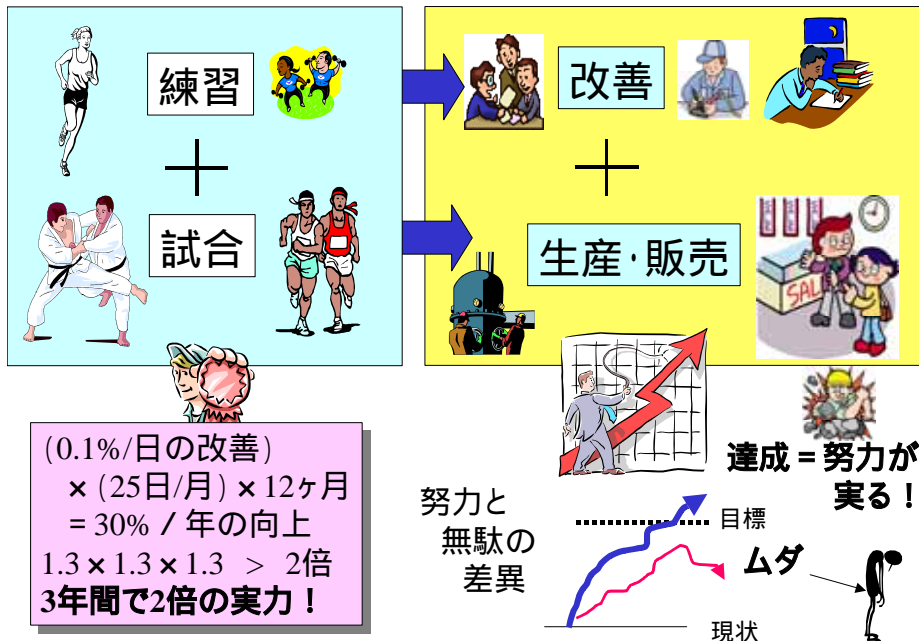 練習
改善
＋
＋
試合
生産・販売
SAL
(0.1%/日の改善)
×(25日/月)×12ヶ月
=30%/年の向上
1.3×1.3×1.3 > 2倍
3年間で2倍の実力！
達成=努力が
実る！
努力と
無駄の
差異
目標
ムダ
現状